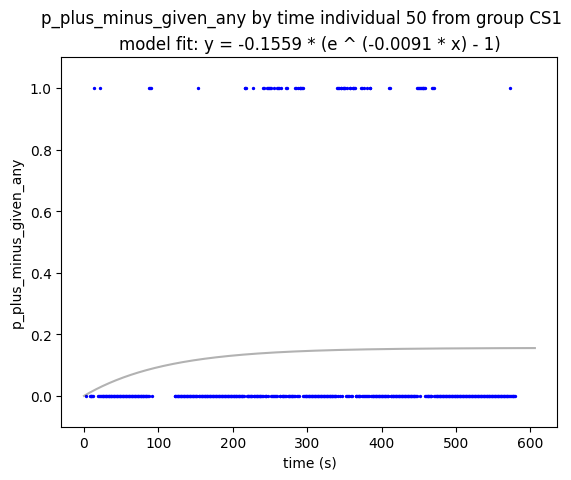 p_plus_minus_given_any by time individual 50 from group CS1
model fit: y = -0.1559 * (e ^ (-0.0091 * x) - 1)
1.0
0.8
0.6
0.4
0.2
0.0
p_plus_minus_given_any
0 100 200 300 400 500 600
time (s)